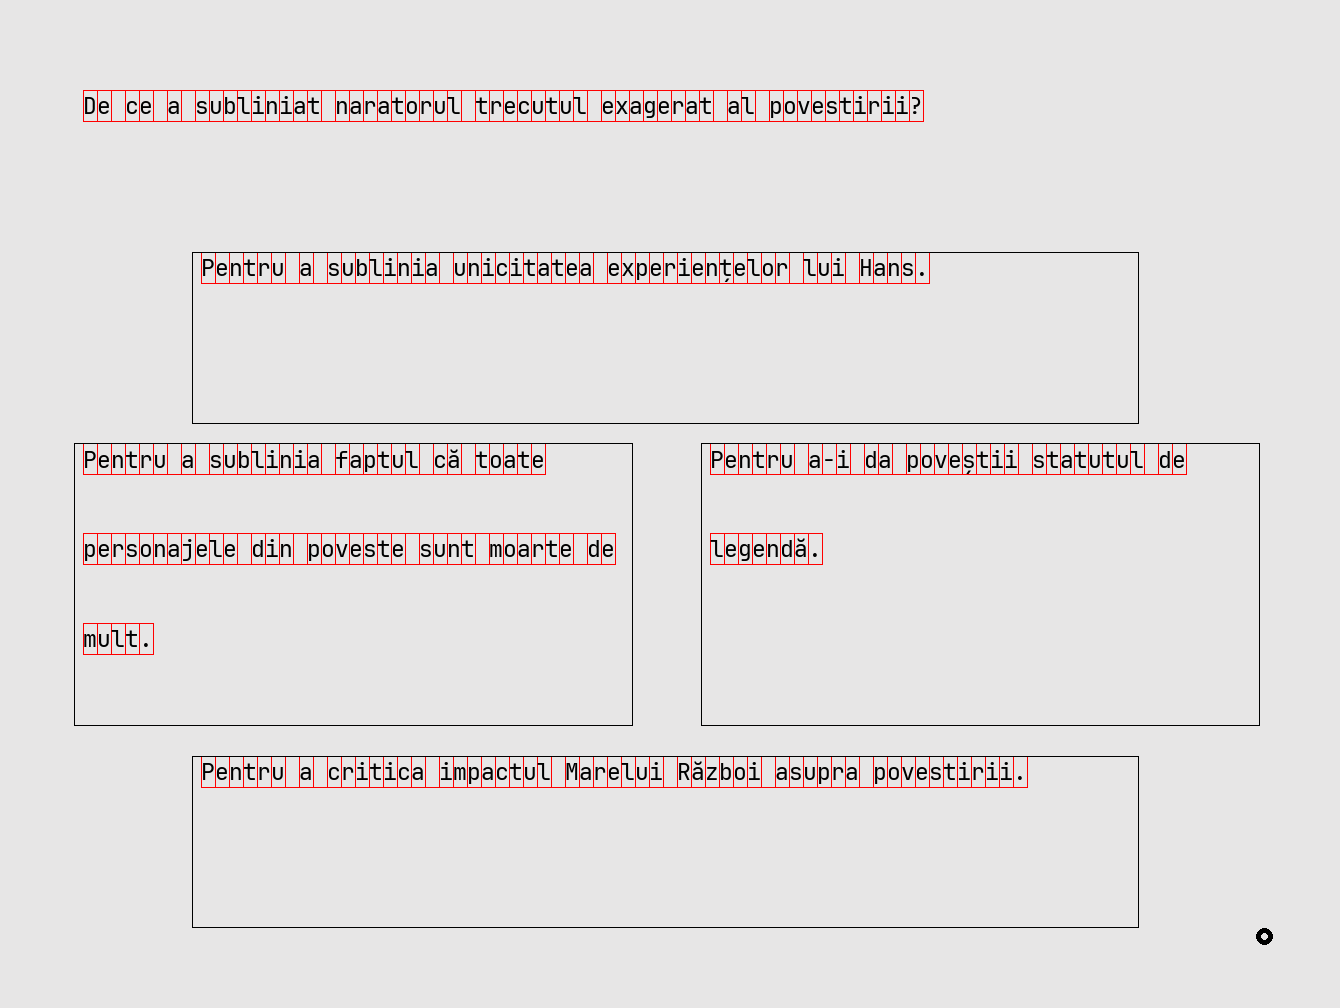 De ce a subliniat naratorul trecutul exagerat al povestirii?
Pentru a sublinia unicitatea experiențelor lui Hans.
Pentru a sublinia faptul că toate
personajele din poveste sunt moarte de
mult.
Pentru a-i da poveștii statutul de
legendă.
Pentru a critica impactul Marelui Război asupra povestirii.